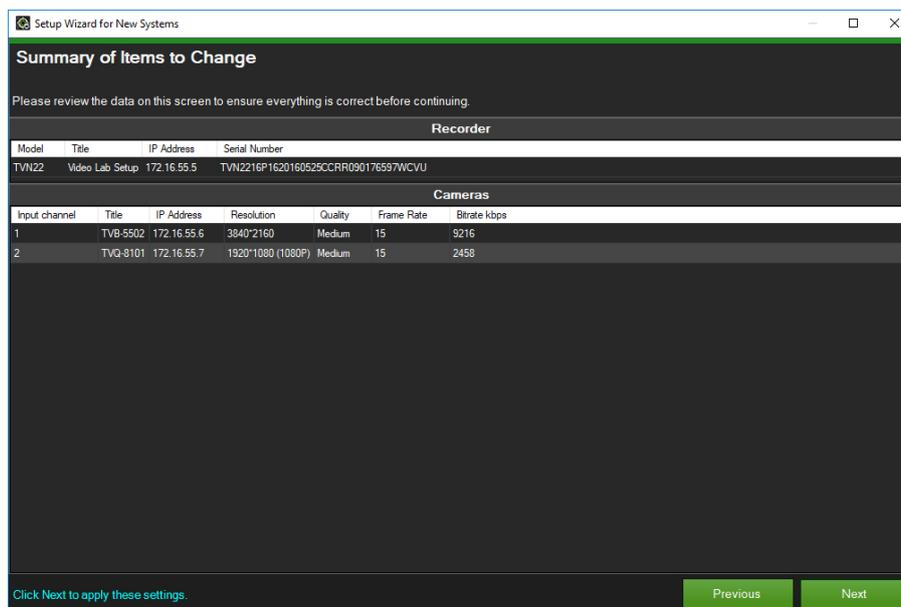 Setup Wizard for New Systems
Summary of Items to Change
Please review the data on this screen to ensure everything is correct before continuing.
Recorder
Model Title IP Address Serial Number
TVN22 Video Lab Setup 172.16.55.5 TVN2216P1620160525CCRR090176597WCVU
Cameras
Input channel Title IP Address Resolution Quality Frame Rate Bitrate kbps
1 TVB-5502 172.16.55.6 3840*2160 Medium 15 9216
2 TVQ-8101 172.16.55.7 1920*1080 (1080P) Medium 15 2458
Click Next to apply these settings.
Previous Next